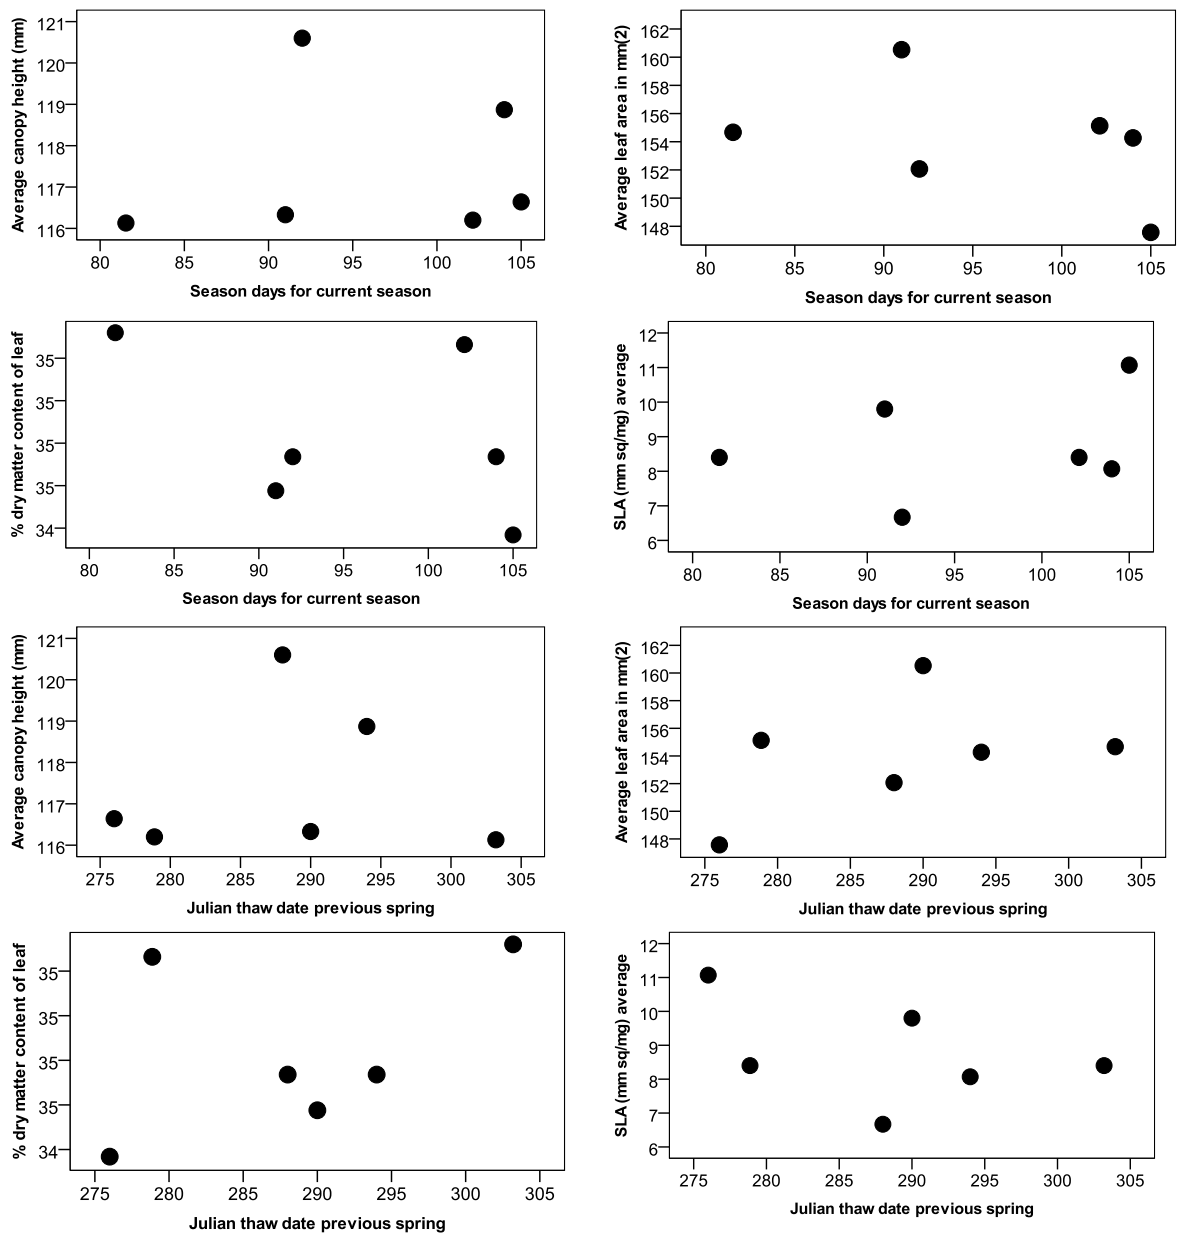 Average canopy height (mm)
121
120
119
118
117
116
80 85 90 95 100 105
Season days for current season
Average leaf area in mm(2)
162
160
158
156
154
152
150
148
80 85 90 95 100 105
Season days for current season
% dry matter content of leaf
35
35
35
35
34
80 85 90 95 100 105
Season days for current season
SLA (mm sq/mg) average
12
11
10
9
8
7
6
80 85 90 95 100 105
Season days for current season
Average canopy height (mm)
121
120
119
118
117
116
275 280 285 290 295 300 305
Julian thaw date previous spring
Average leaf area in mm(2)
162
160
158
156
154
152
150
148
275 280 285 290 295 300 305
Julian thaw date previous spring
% dry matter content of leaf
35
35
35
35
34
275 280 285 290 295 300 305
Julian thaw date previous spring
SLA (mm sq/mg) average
12
11
10
9
8
7
6
275 280 285 290 295 300 305
Julian thaw date previous spring